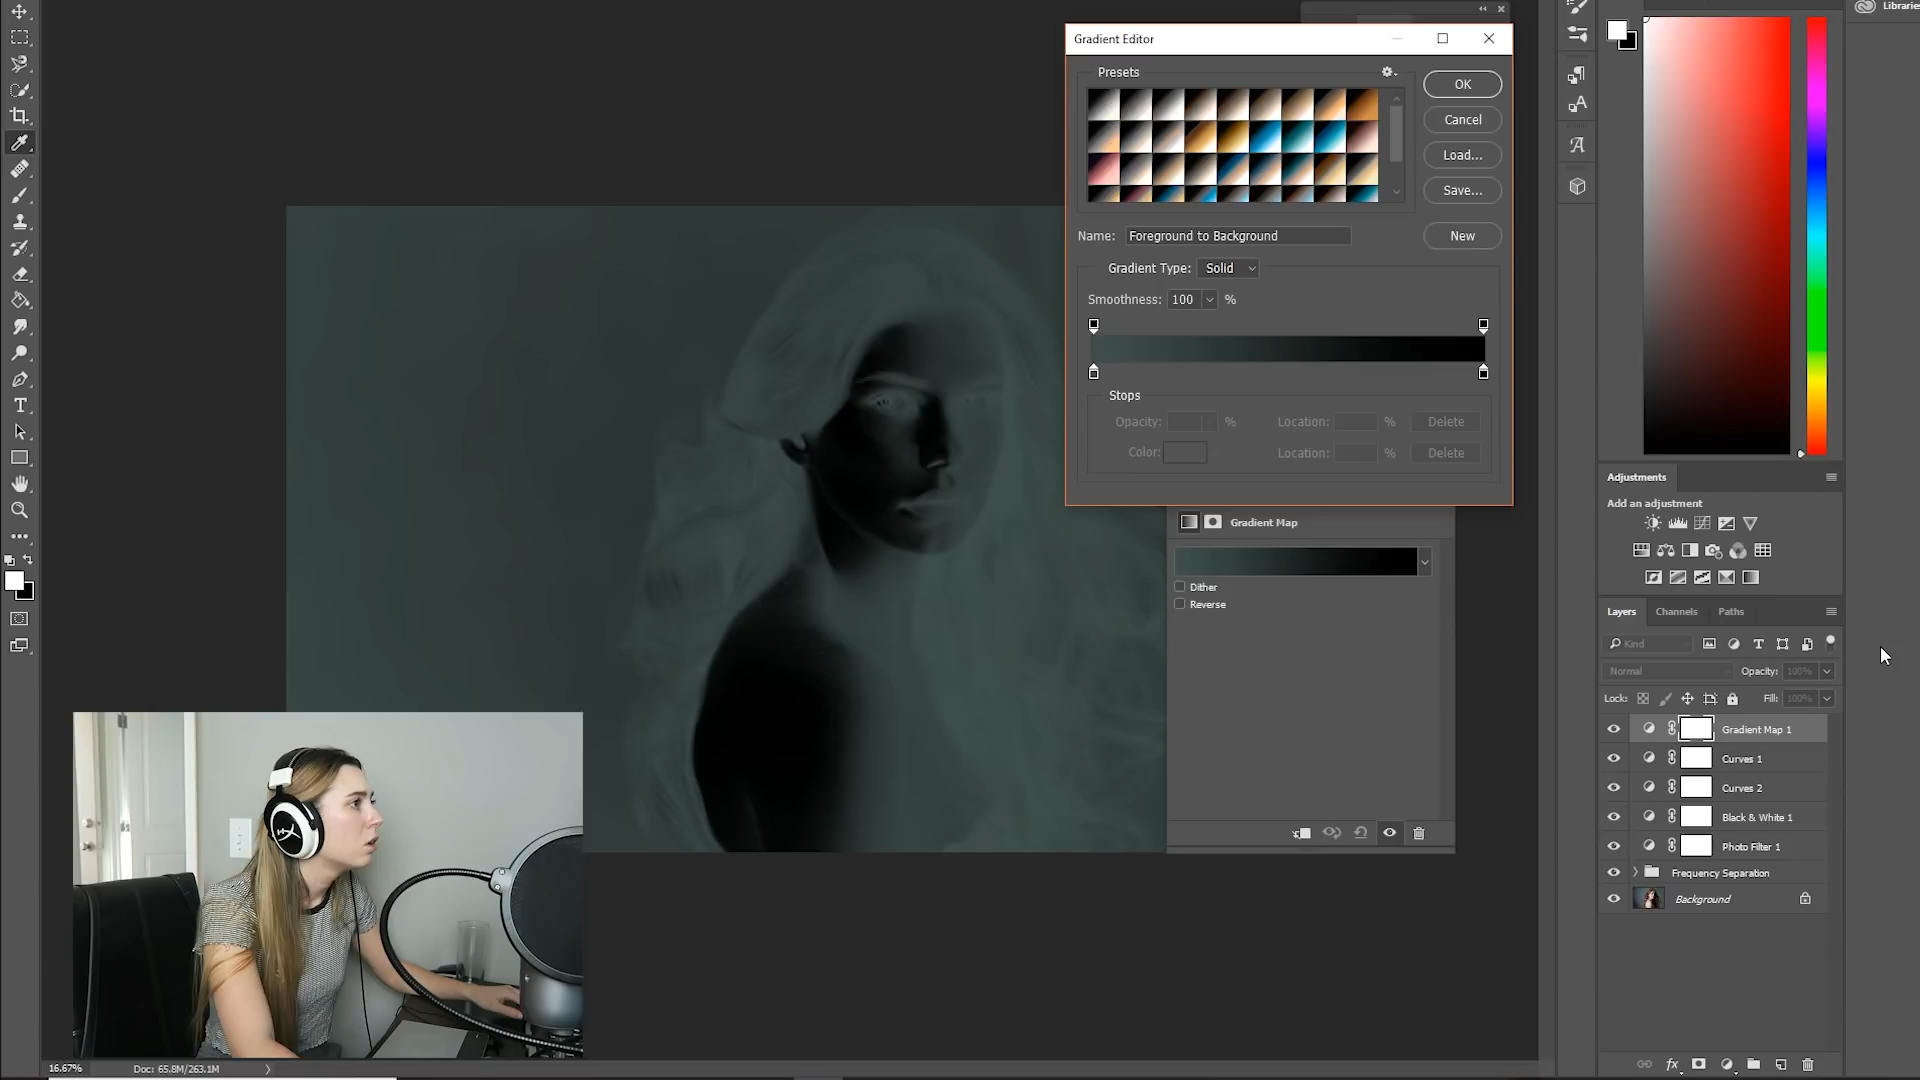 Libraries
Gradient Editor
Presets
OK
Cancel
Load...
Save...
Name: Foreground to Background
New
Gradient Type: Solid
Smoothness: 100 %
Stops
Opacity: % Location: % Delete
Color: Location: % Delete
Gradient Map
Dither
Reverse
Adjustments
Add an adjustment
Layers Channels Paths
Kind
Normal Opacity: 100%
Lock: Fill: 100%
Gradient Map 1
Curves 1
Curves 2
Black & White 1
Photo Filter 1
Frequency Separation
Background
fx
16.67% Doc: 65.8M/263.1M